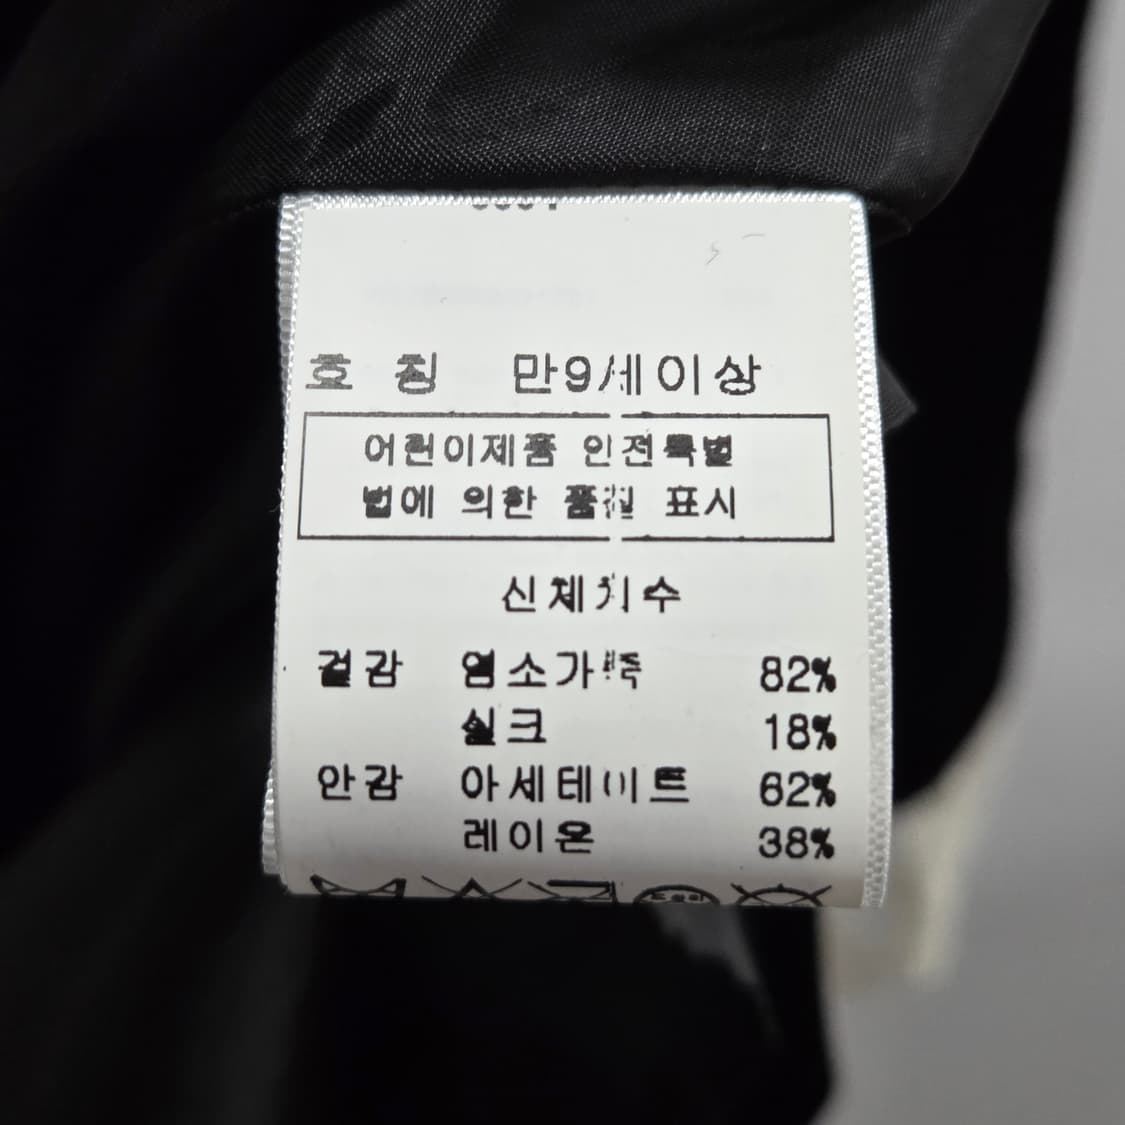 호 칭 만9세이상
어린이제품 안전특별
법에 의한 품질 표시
신체치수
겉감 염소가죽 82%
실크 18%
안감 아세테이트 62%
레이온 38%